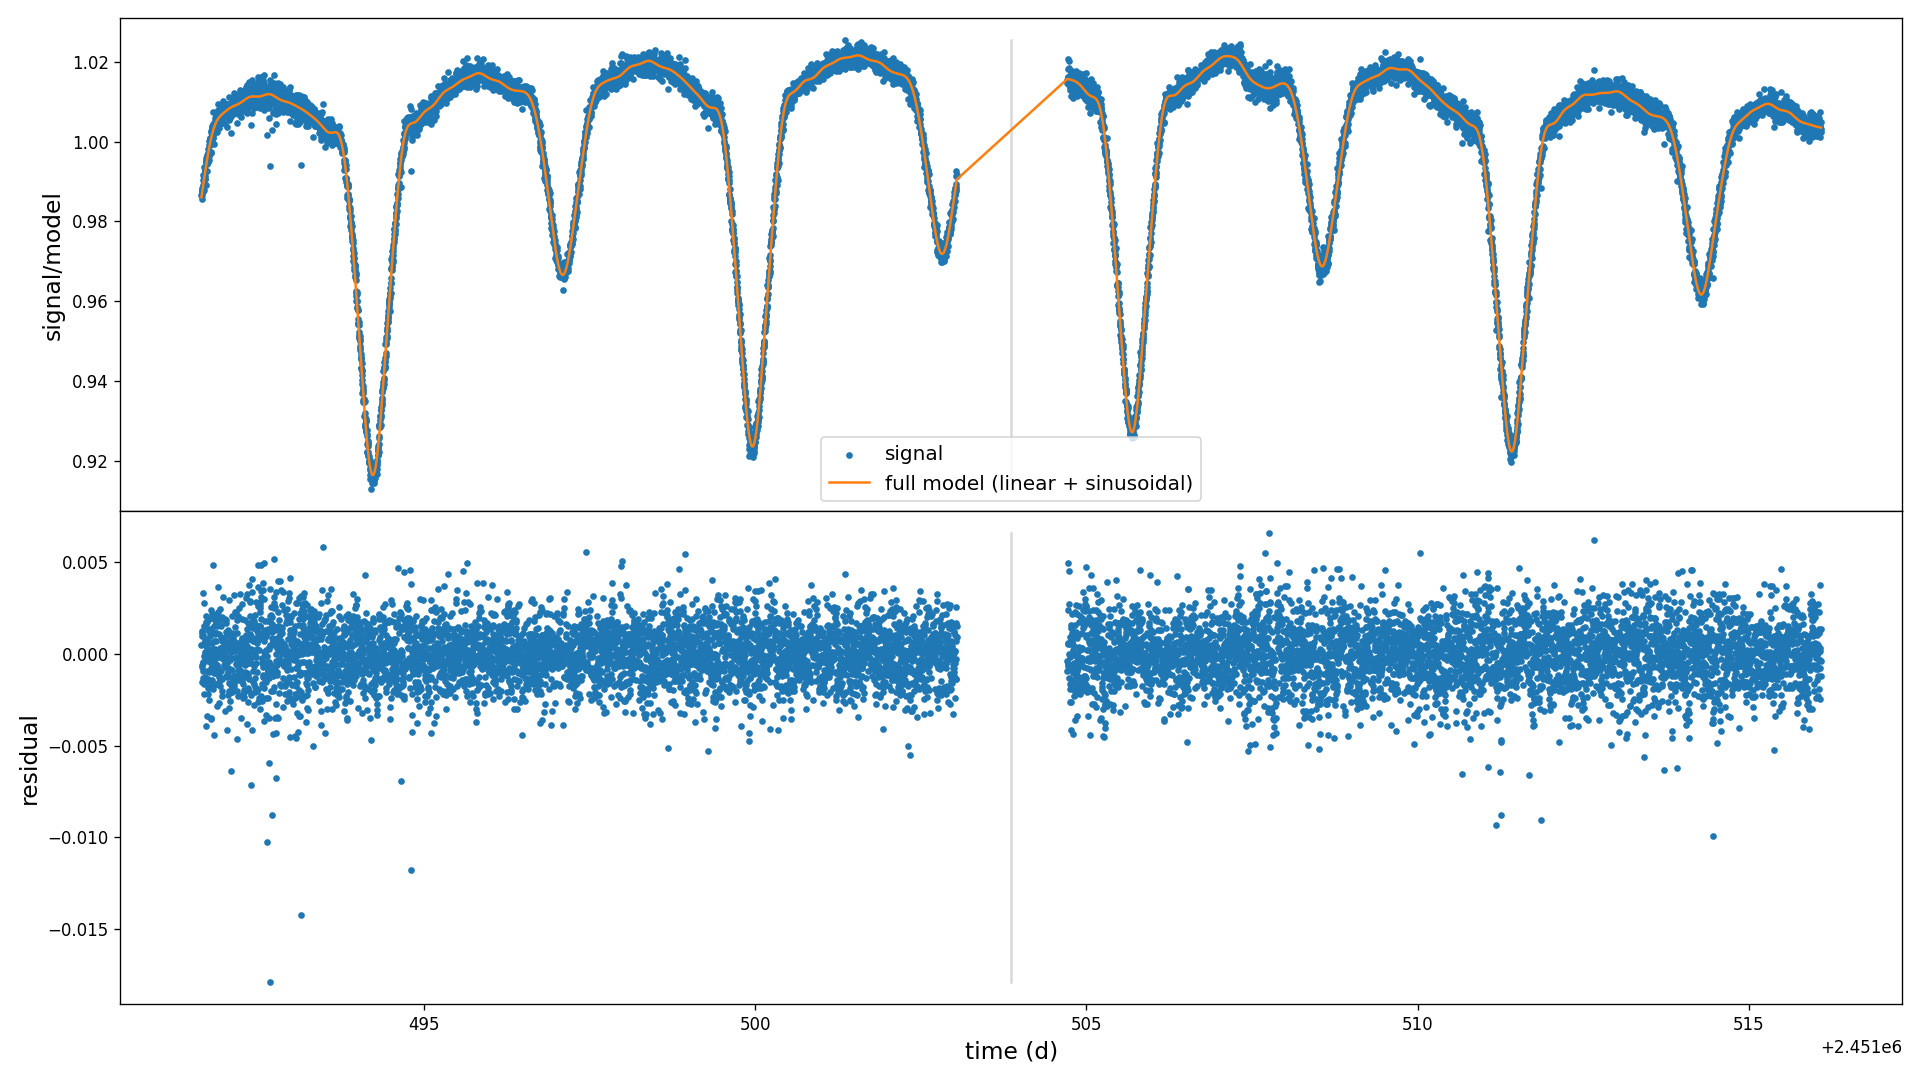 1.02
1.00
0.98
0.96
0.94
0.92
signal/model
signal
full model (linear + sinusoidal)
0.005
0.000
−0.005
−0.010
−0.015
residual
495 500 505 510 515
time (d)
+2.451e6